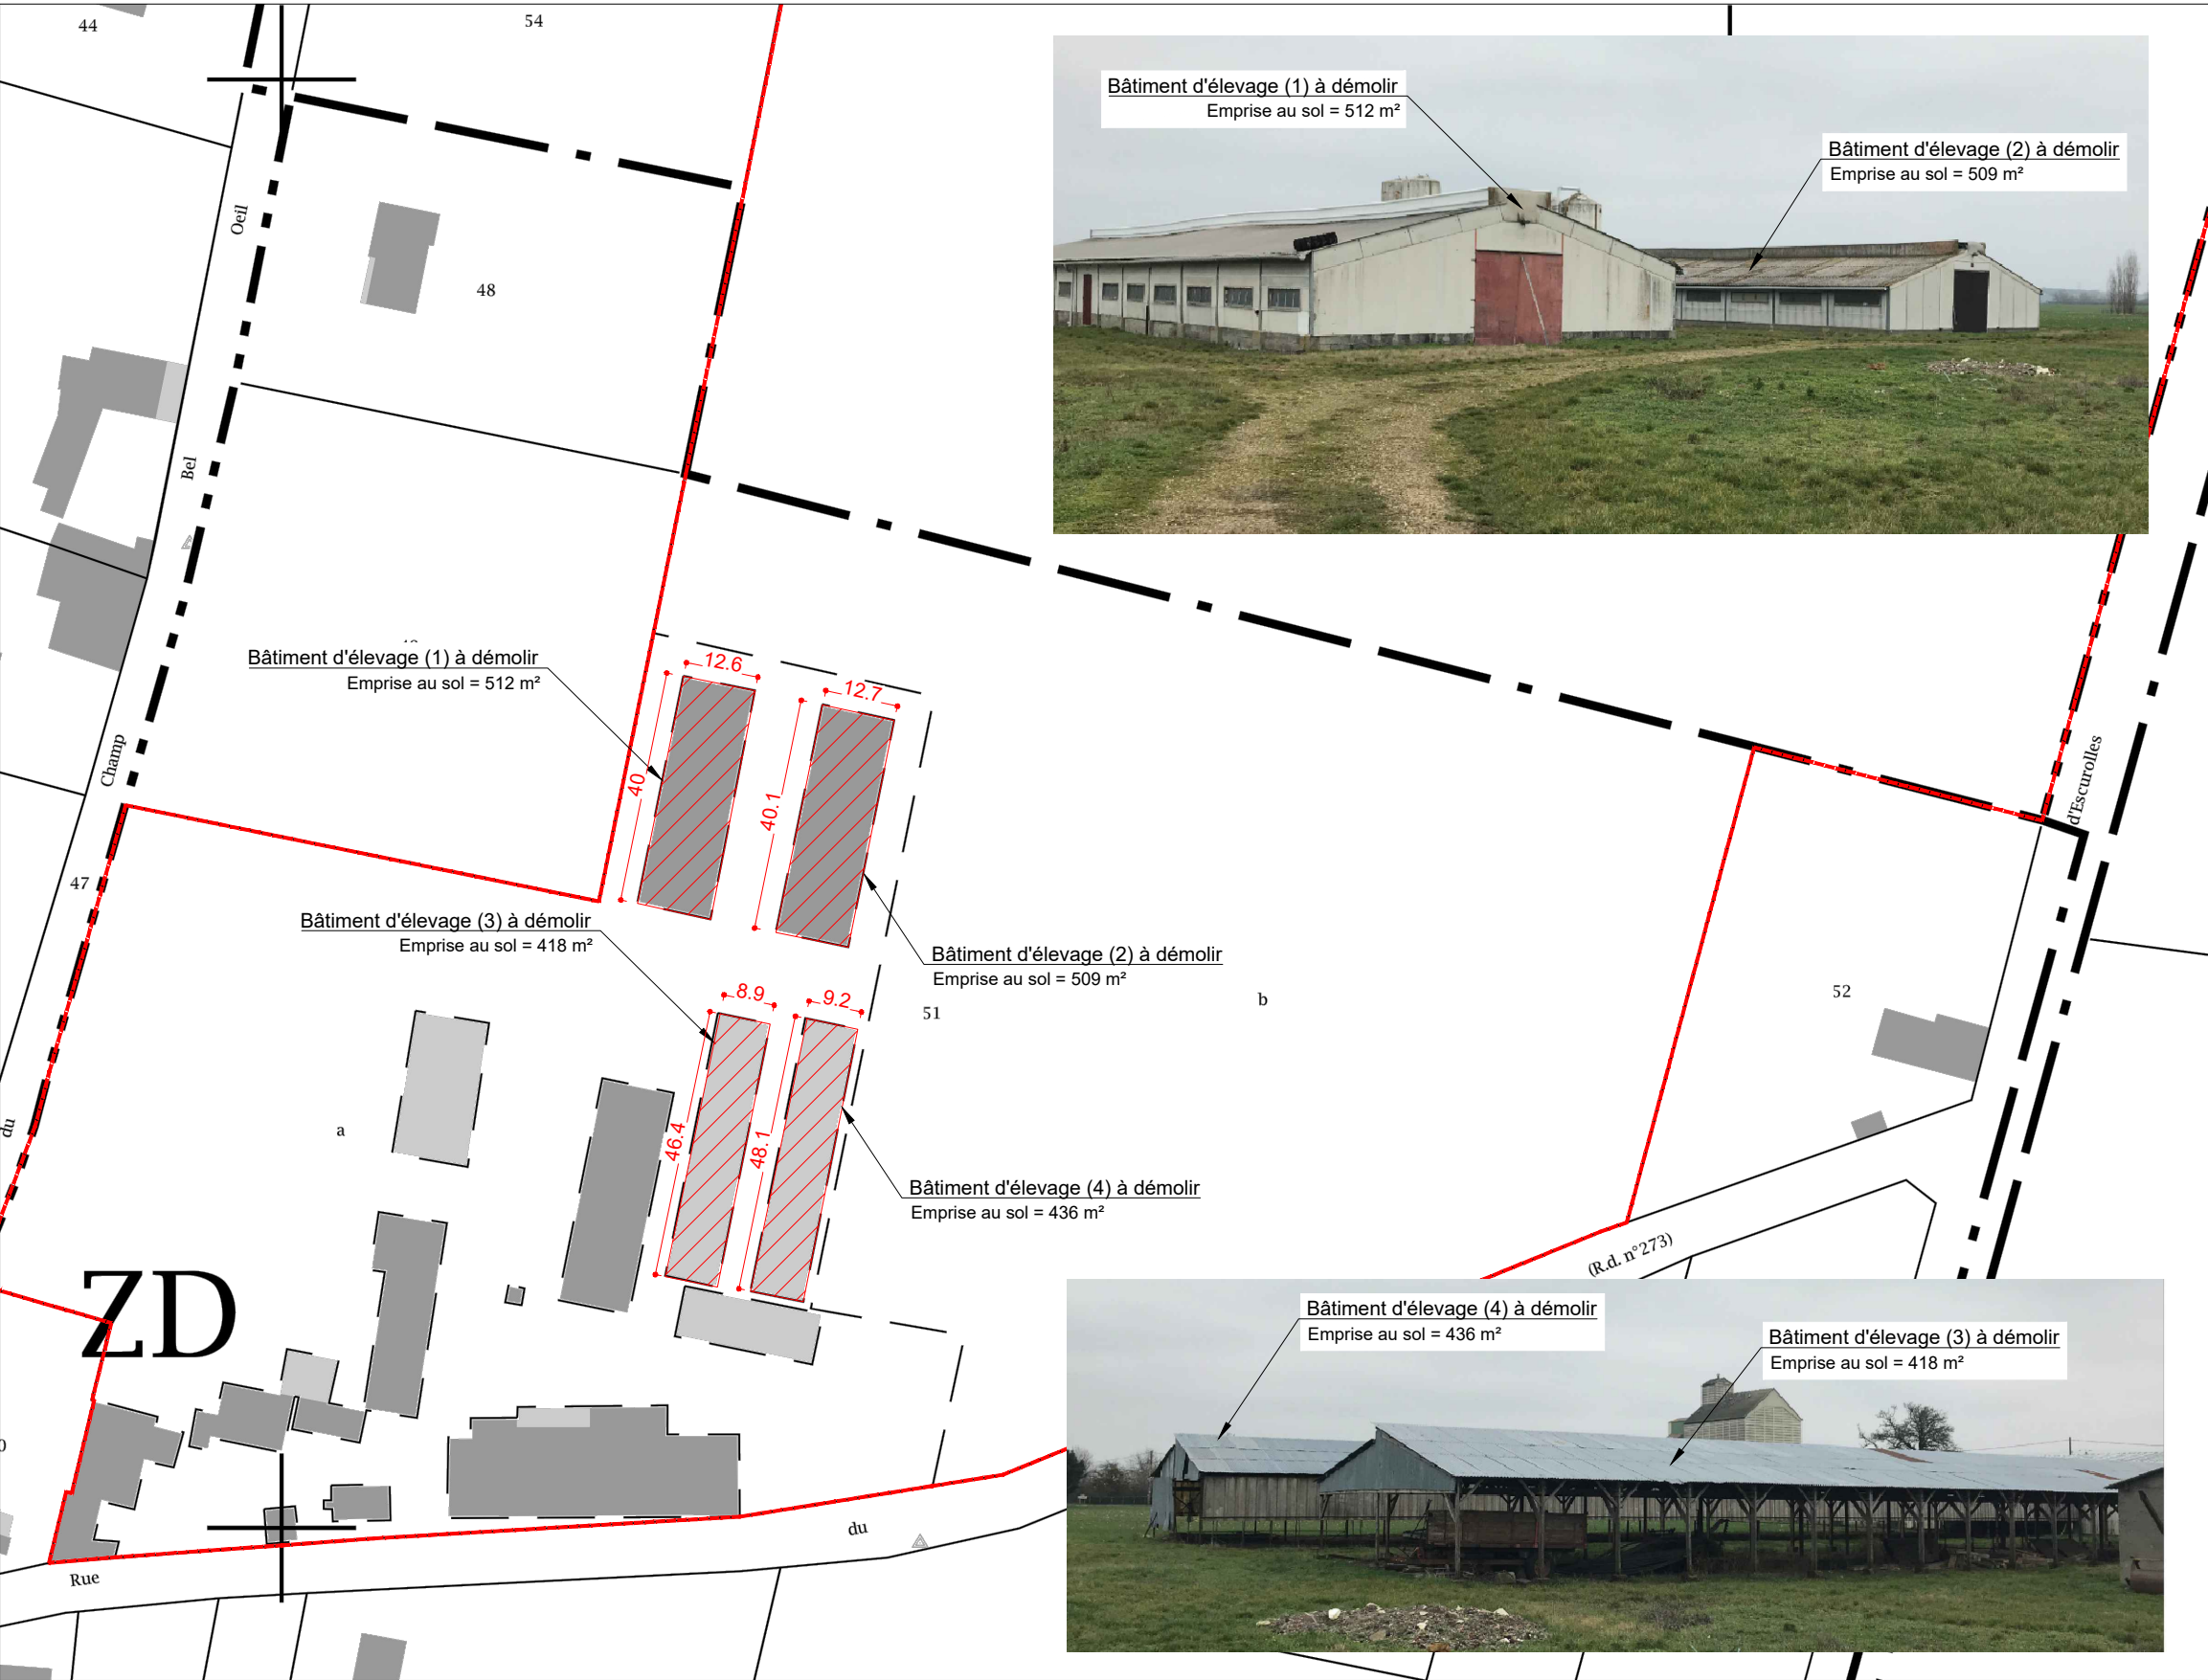 44
54
Bâtiment d'élevage (1) à démolir
Emprise au sol = 512 m²
Bâtiment d'élevage (2) à démolir
Emprise au sol = 509 m²
Oeil
48
Bel
Bâtiment d'élevage (1) à démolir
Emprise au sol = 512 m²
12.6
12.7
Champ
40
40.1
d'Escurolles
47
Bâtiment d'élevage (3) à démolir
Emprise au sol = 418 m²
Bâtiment d'élevage (2) à démolir
Emprise au sol = 509 m²
8.9
9.2
51
b
52
du
a
46.4
48.1
Bâtiment d'élevage (4) à démolir
Emprise au sol = 436 m²
(R.d. n°273)
ZD
Bâtiment d'élevage (4) à démolir
Emprise au sol = 436 m²
Bâtiment d'élevage (3) à démolir
Emprise au sol = 418 m²
0
du
Rue